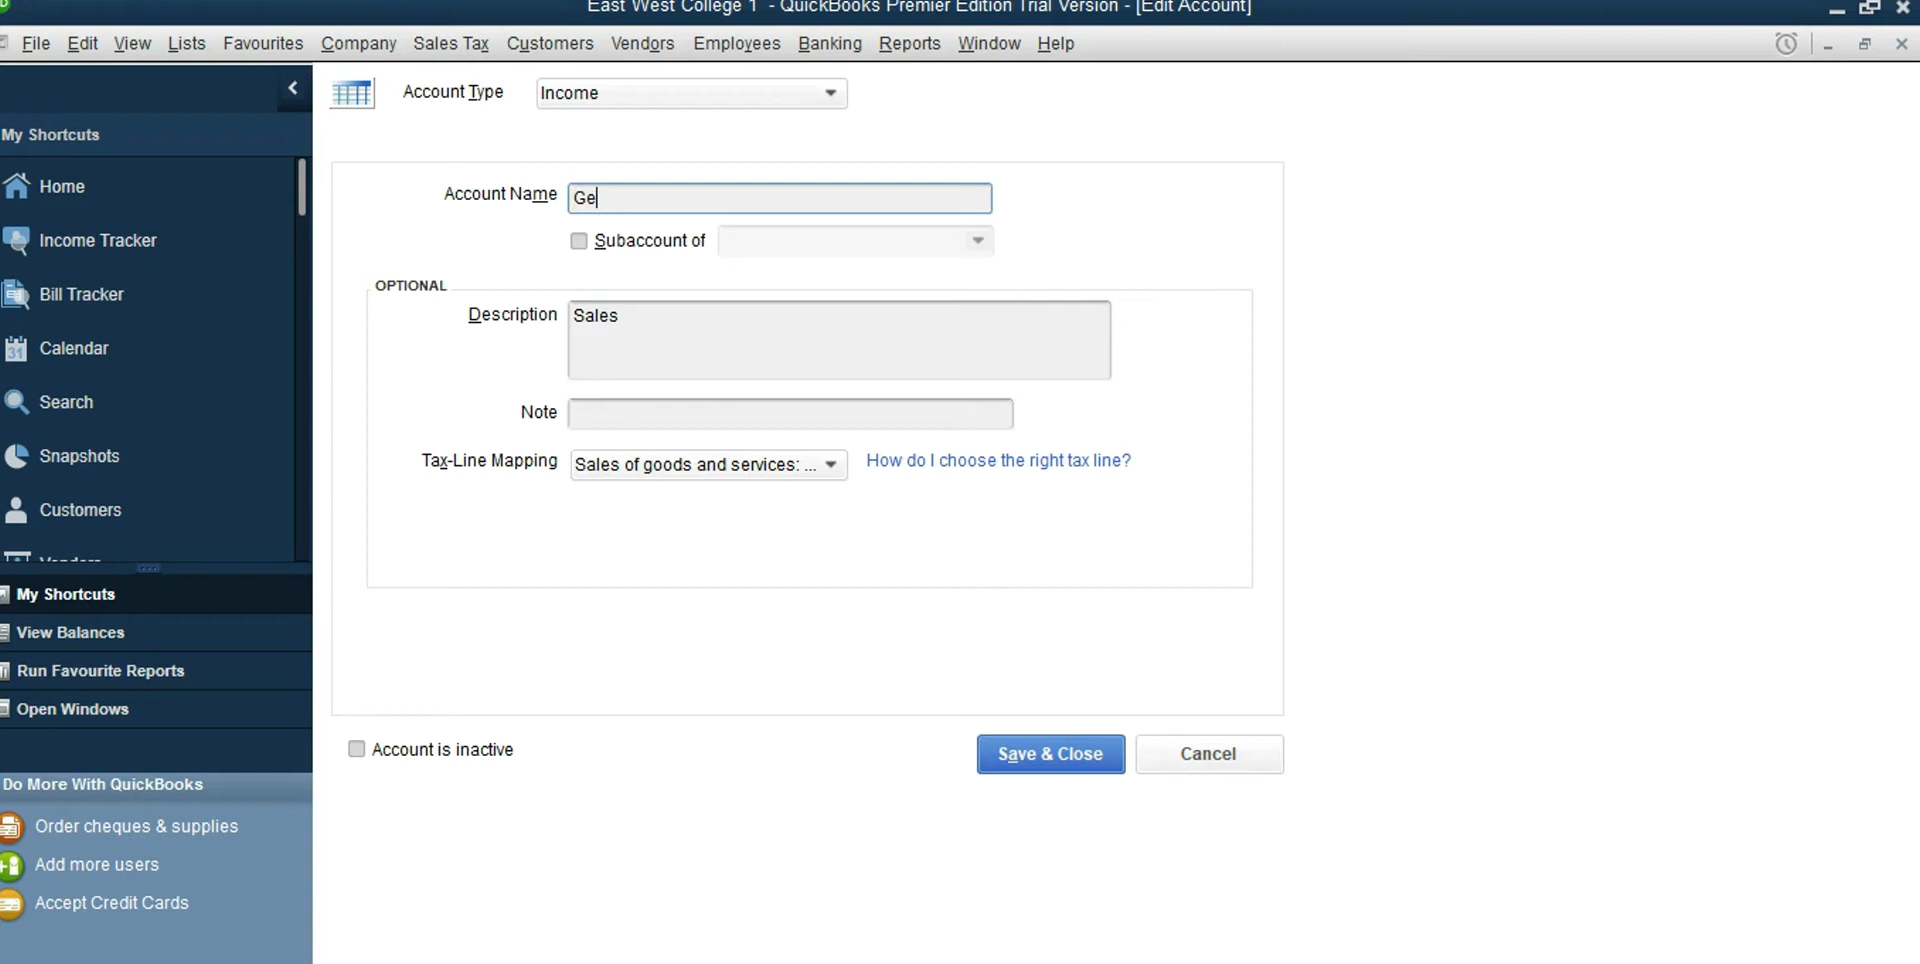 East West College 1 - QuickBooks Premier Edition Trial Version - [Edit Account]
File Edit View Lists Favourites Company Sales Tax Customers Vendors Employees Banking Reports Window Help
Account Type Income
My Shortcuts
Home
Income Tracker
Bill Tracker
Calendar
31
Search
Snapshots
Customers
Vendors
My Shortcuts
View Balances
Run Favourite Reports
Open Windows
Do More With QuickBooks
Order cheques & supplies
Add more users
Accept Credit Cards
Account Name Ge
Subaccount of
OPTIONAL
Description Sales
Note
Tax-Line Mapping Sales of goods and services: ... How do I choose the right tax line?
Account is inactive
Save & Close Cancel